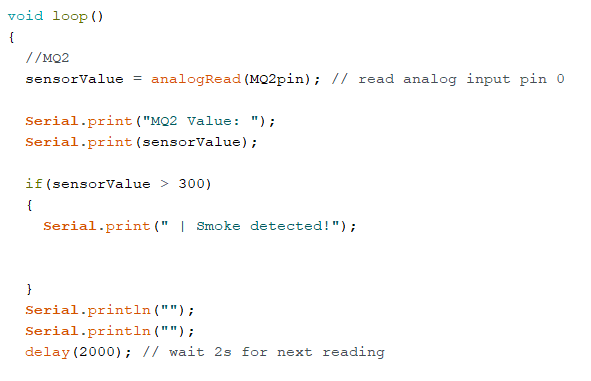 void loop()
{
  //MQ2
  sensorValue = analogRead(MQ2pin); // read analog input pin 0
  Serial.print("MQ2 Value: ");
  Serial.print(sensorValue);
  if(sensorValue > 300)
  {
    Serial.print(" | Smoke detected!");
  }
  Serial.println("");
  Serial.println("");
  delay(2000); // wait 2s for next reading